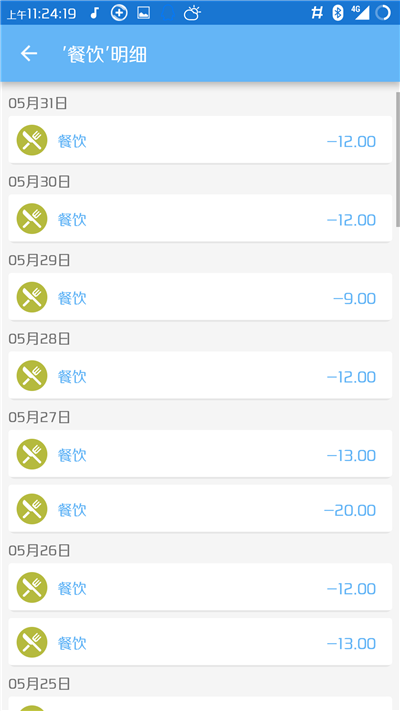 上午11:24:19 4G
'餐饮'明细
05月31日
餐饮 -12.00
05月30日
餐饮 -12.00
05月29日
餐饮 -9.00
05月28日
餐饮 -12.00
05月27日
餐饮 -13.00
餐饮 -20.00
05月26日
餐饮 -12.00
餐饮 -13.00
05月25日